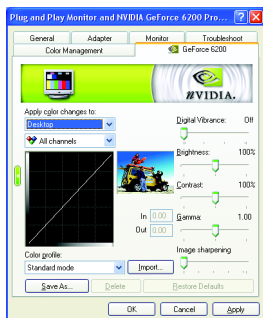 Plug and Play Monitor and NVIDIA GeForce 6200 Pro...
General Adapter Monitor Troubleshoot
Color Management GeForce 6200
NVIDIA.
Apply color changes to:
Desktop
All channels
Digital Vibrance: Off
Brightness: 100%
Contrast: 100%
In 0.00 Gamma: 1.00
Out 0.00
Image sharpening
Color profile:
Standard mode Import...
Save As... Delete Restore Defaults
OK Cancel Apply